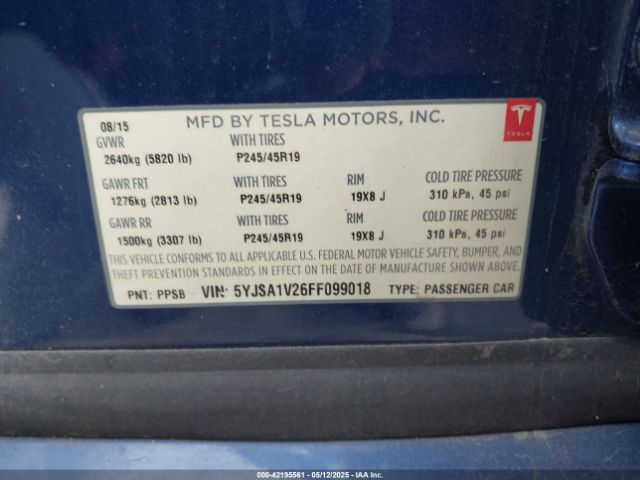 08/15 MFD BY TESLA MOTORS, INC.
TESLA
GVWR WITH TIRES
2640kg (5820 lb) P245/45R19
GAWR FRT WITH TIRES RIM COLD TIRE PRESSURE
1276kg (2813 lb) P245/45R19 19X8 J 310 kPa, 45 psi
GAWR RR WITH TIRES RIM COLD TIRE PRESSURE
1500kg (3307 lb) P245/45R19 19X8 J 310 kPa, 45 psi
THIS VEHICLE CONFORMS TO ALL APPLICABLE U.S. FEDERAL MOTOR VEHICLE SAFETY, BUMPER, AND
THEFT PREVENTION STANDARDS IN EFFECT ON THE DATE OF MANUFACTURE SHOWN ABOVE.
PNT: PPSB VIN: 5YJSA1V26FF099018 TYPE: PASSENGER CAR
000-42195561 - 05/12/2025 - IAA Inc.